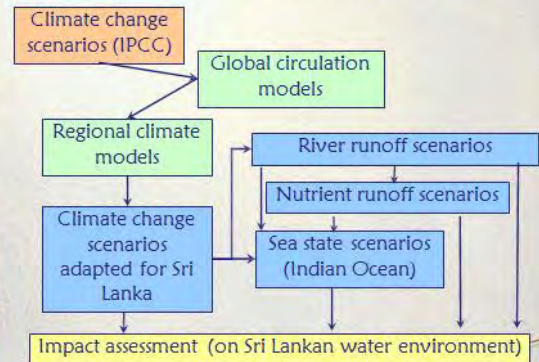 Climate change
scenarios (IPCC)
Global circulation
models
Regional climate
models
River runoff scenarios
Nutrient runoff scenarios
Climate change
scenarios
adapted for Sri
Lanka
Sea state scenarios
(Indian Ocean)
Impact assessment (on Sri Lankan water environment)